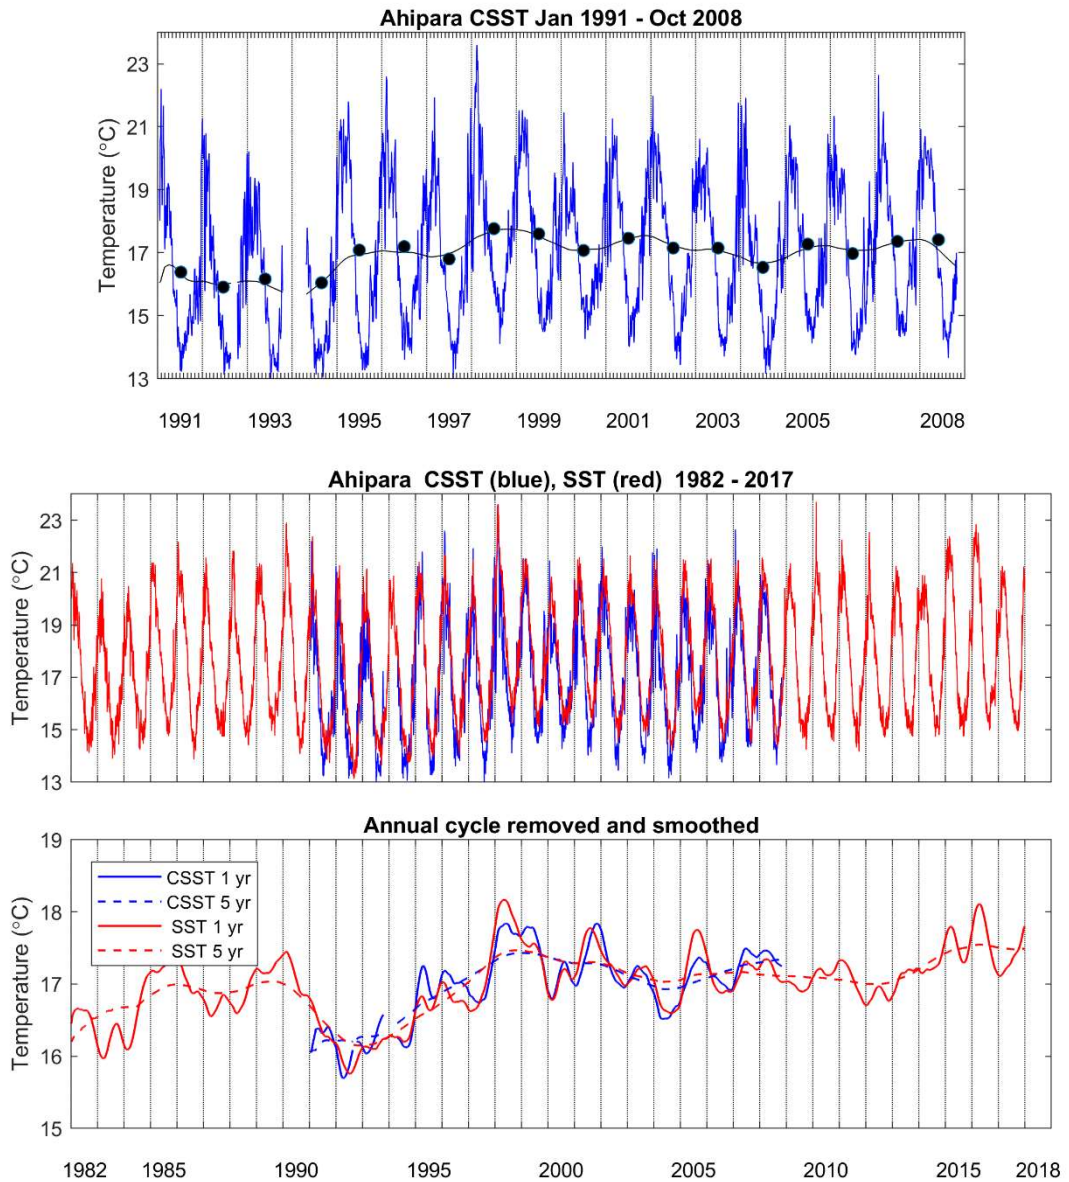 Ahipara CSST Jan 1991 - Oct 2008
Temperature (°C)
23
21
19
17
15
13
1991 1993 1995 1997 1999 2001 2003 2005 2008
Ahipara CSST (blue), SST (red) 1982 - 2017
Temperature (°C)
23
21
19
17
15
13
Annual cycle removed and smoothed
Temperature (°C)
19
18
17
16
15
CSST 1 yr
CSST 5 yr
SST 1 yr
SST 5 yr
1982 1985 1990 1995 2000 2005 2010 2015 2018